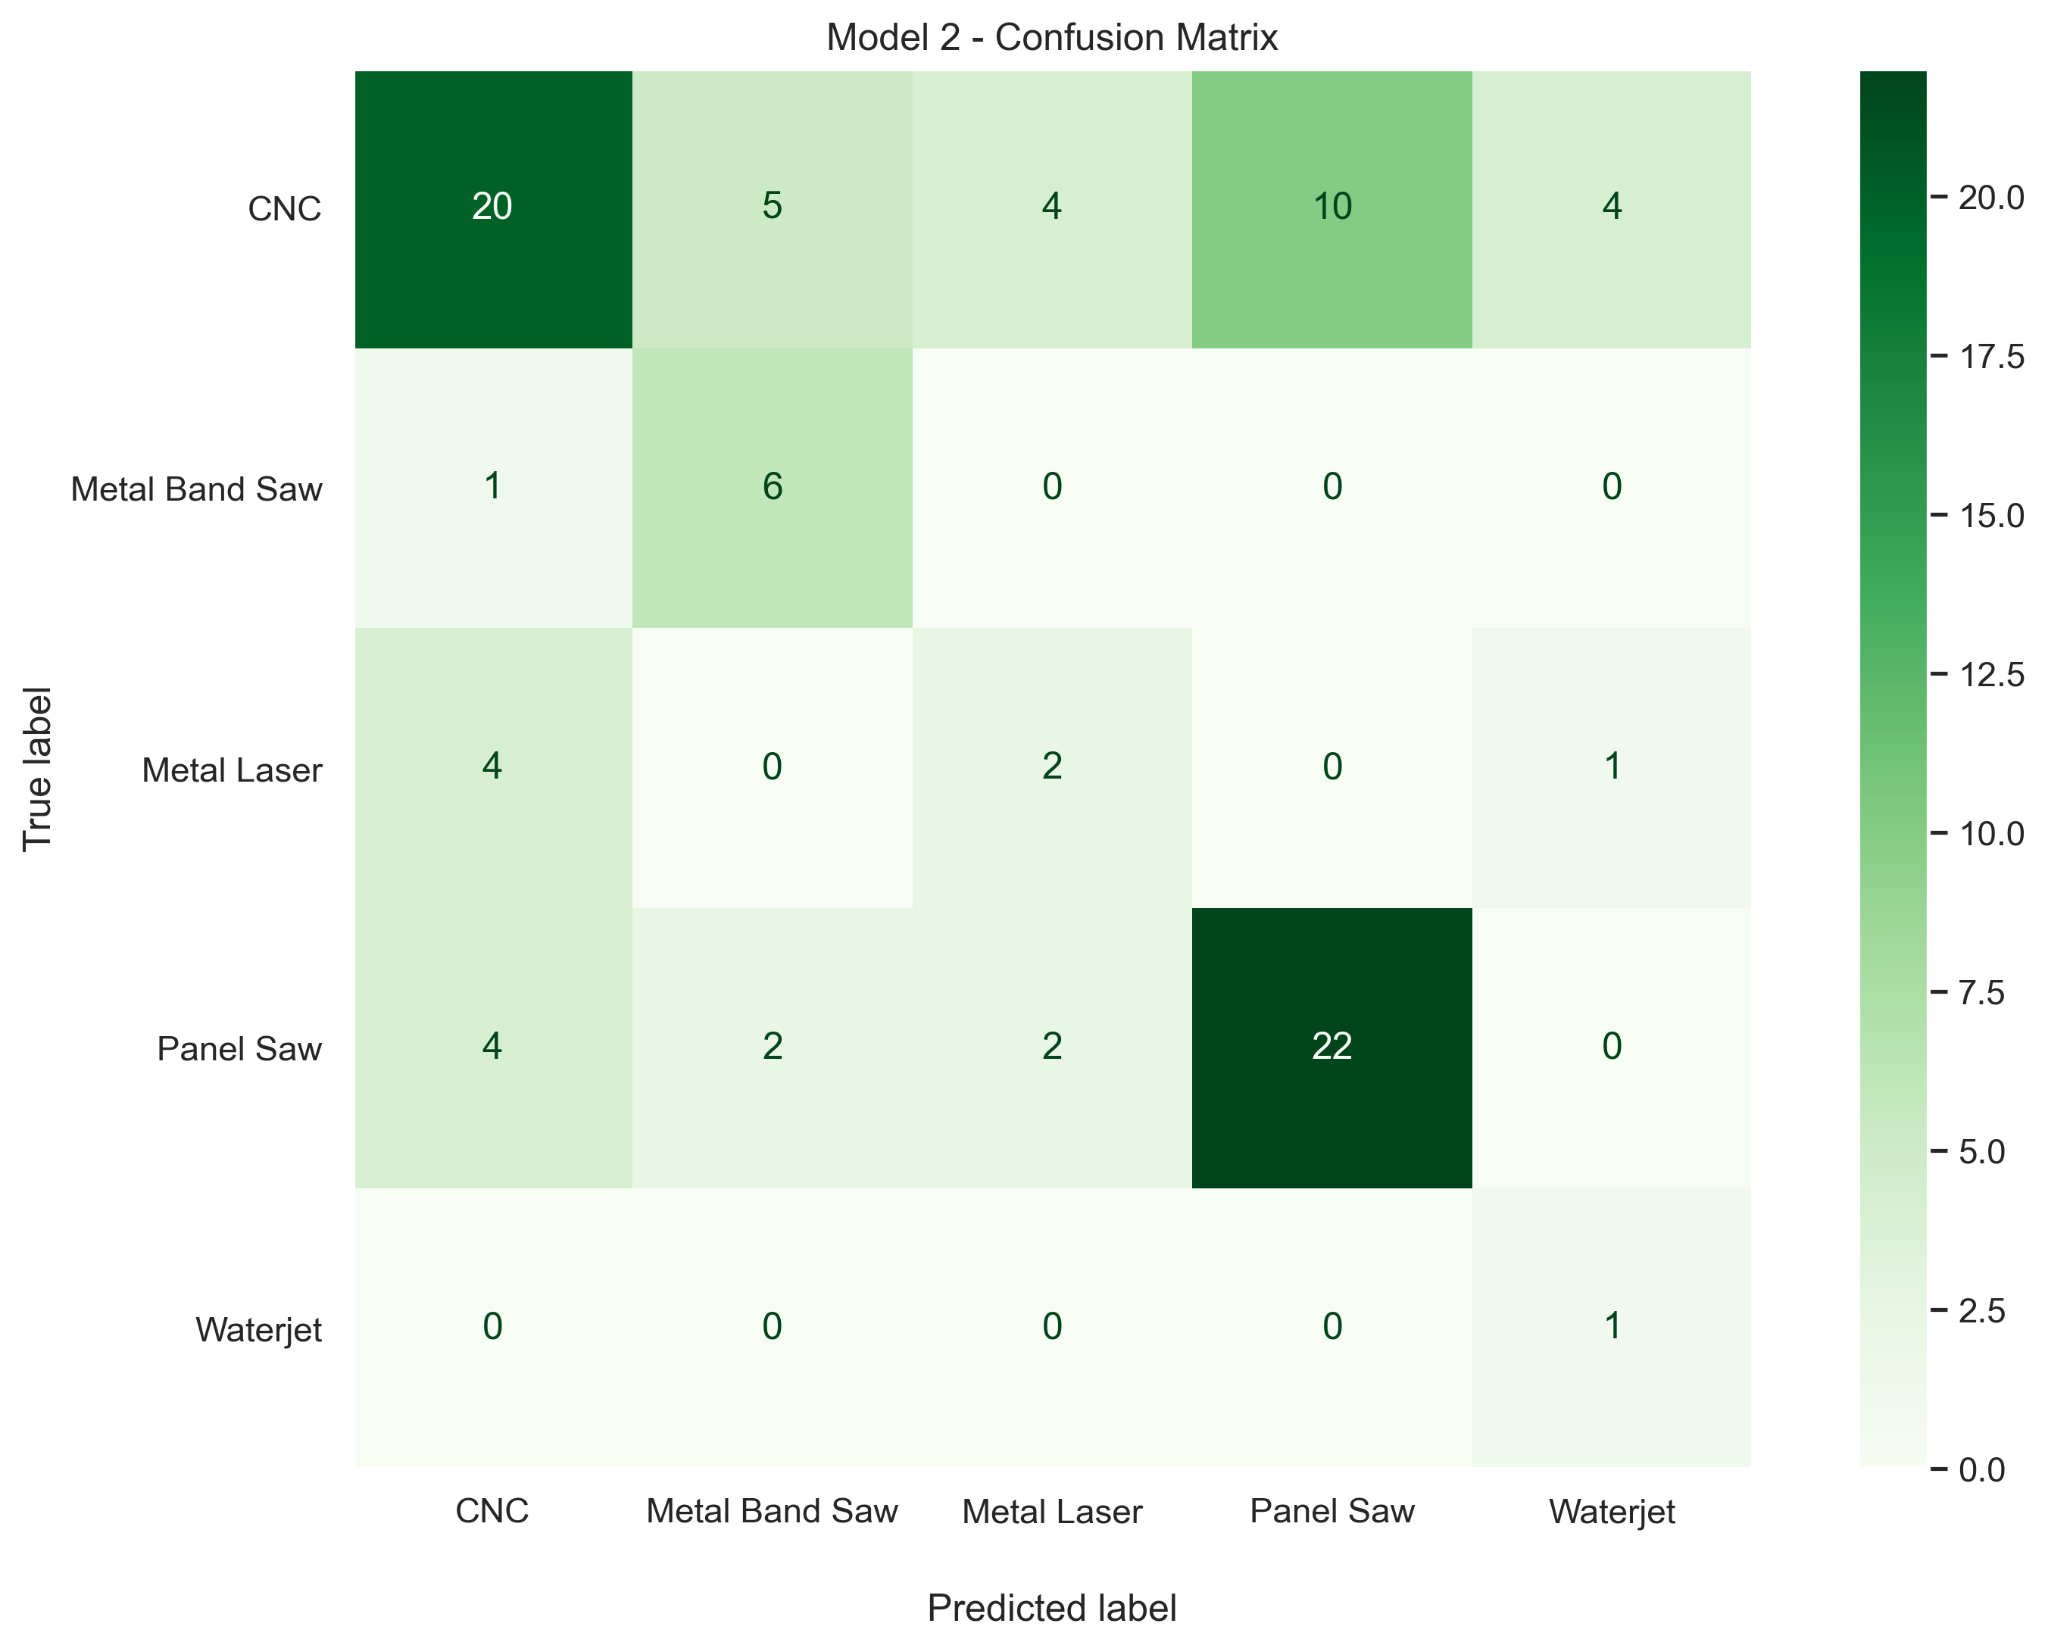 Model 2 - Confusion Matrix
CNC
20 5 4 10 4
Metal Band Saw
1 6 0 0 0
Metal Laser
4 0 2 0 1
Panel Saw
4 2 2 22 0
Waterjet
0 0 0 0 1
True label
CNC Metal Band Saw Metal Laser Panel Saw Waterjet
Predicted label
20.0
17.5
15.0
12.5
10.0
7.5
5.0
2.5
0.0